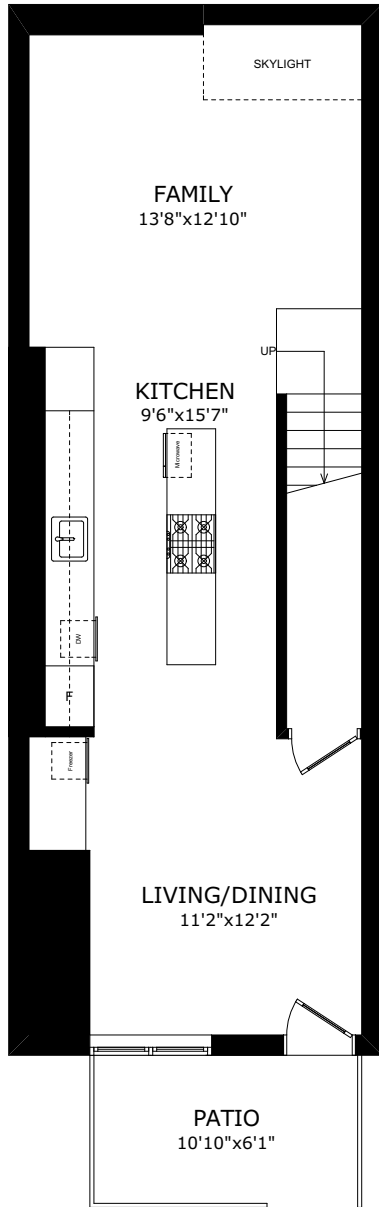 SKYLIGHT
FAMILY
13'8"x12'10"
UP
KITCHEN
9'6"x15'7"
Microwave
DW
Freezer
LIVING/DINING
11'2"x12'2"
PATIO
10'10"x6'1"